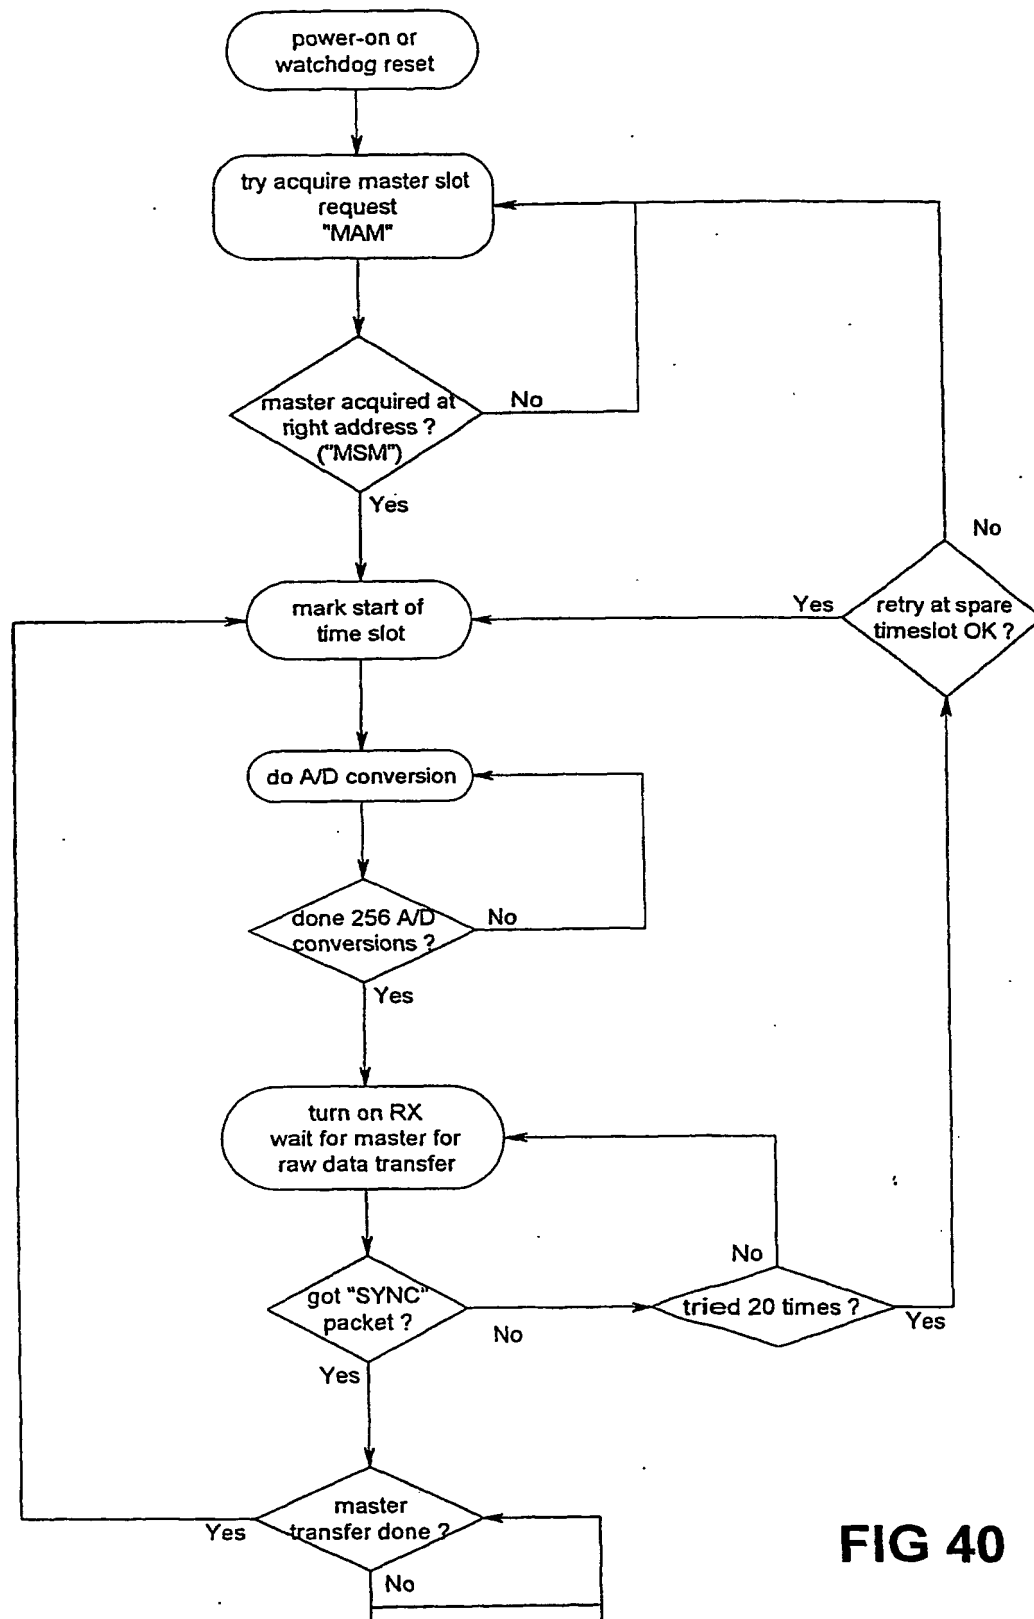 power-on or
watchdog reset
try acquire master slot
request
"MAM"
master acquired at
right address ?
("MSM")
No
Yes
mark start of
time slot
Yes
retry at spare
timeslot OK ?
No
do A/D conversion
done 256 A/D
conversions ?
No
Yes
turn on RX
wait for master for
raw data transfer
got "SYNC"
packet ?
No
Yes
tried 20 times ?
No
Yes
master
transfer done ?
Yes
No
FIG 40